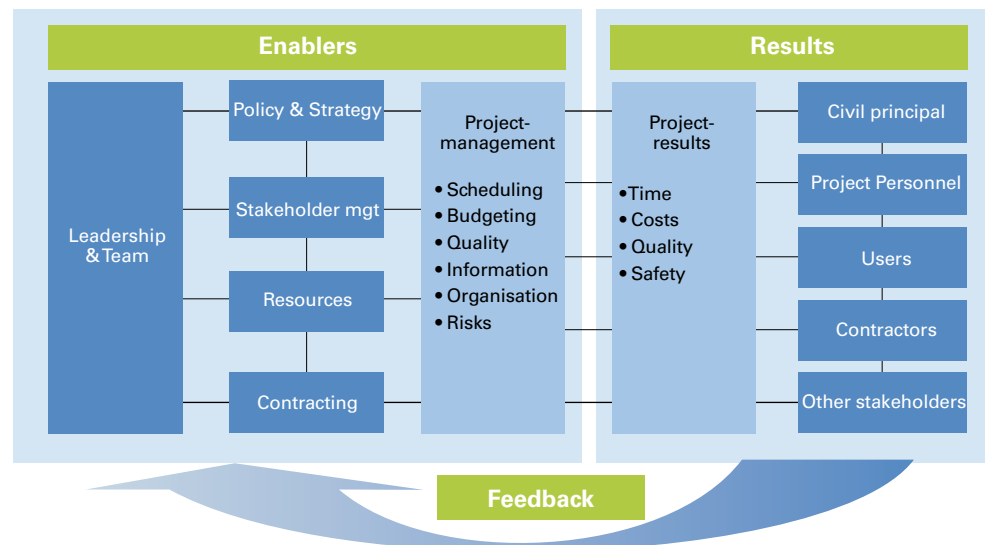 Enablers
Results
Leadership
& Team
Policy & Strategy
Stakeholder mgt
Resources
Contracting
Project-
management
• Scheduling
• Budgeting
• Quality
• Information
• Organisation
• Risks
Project-
results
• Time
• Costs
• Quality
• Safety
Civil principal
Project Personnel
Users
Contractors
Other stakeholders
Feedback